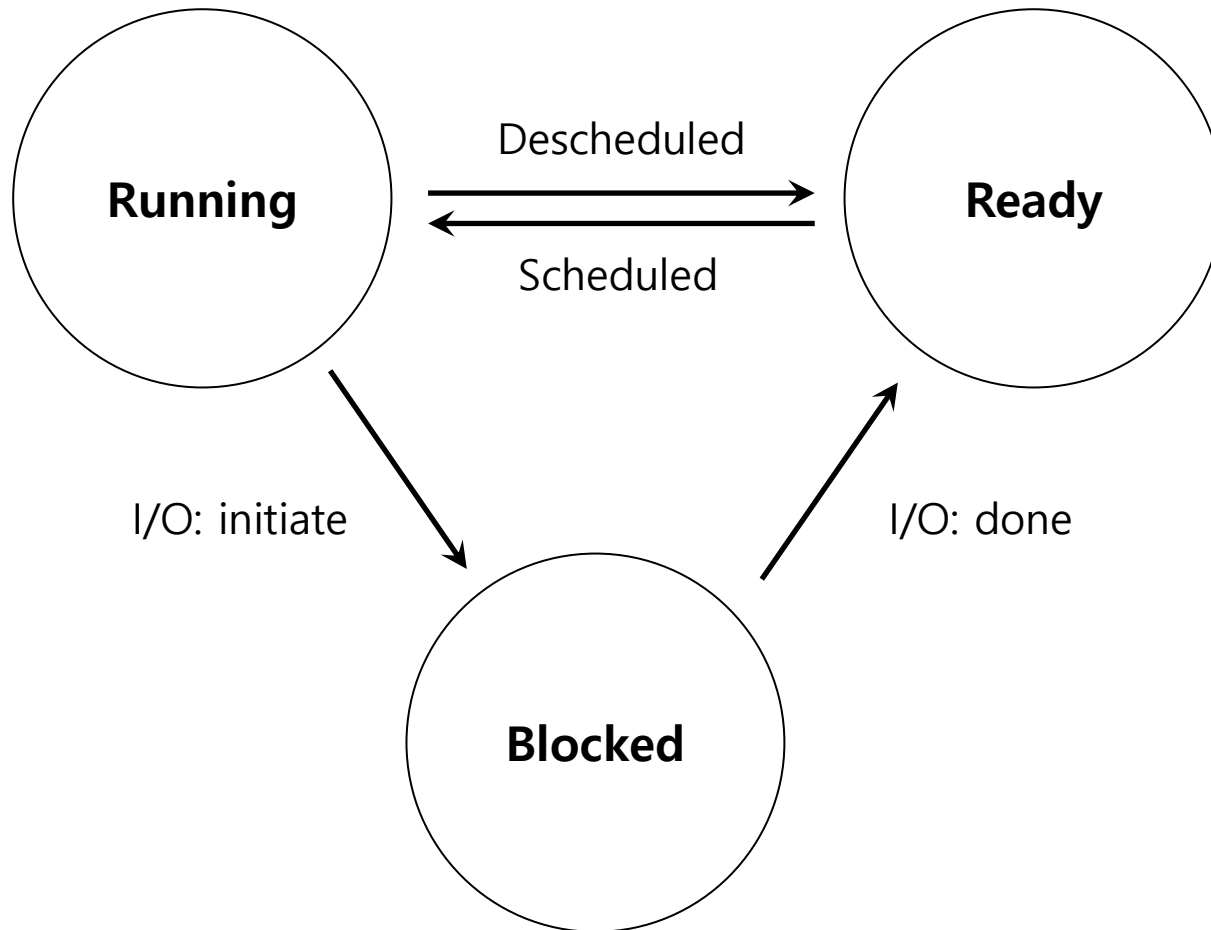 Descheduled
Running
Ready
Scheduled
I/O: initiate
I/O: done
Blocked